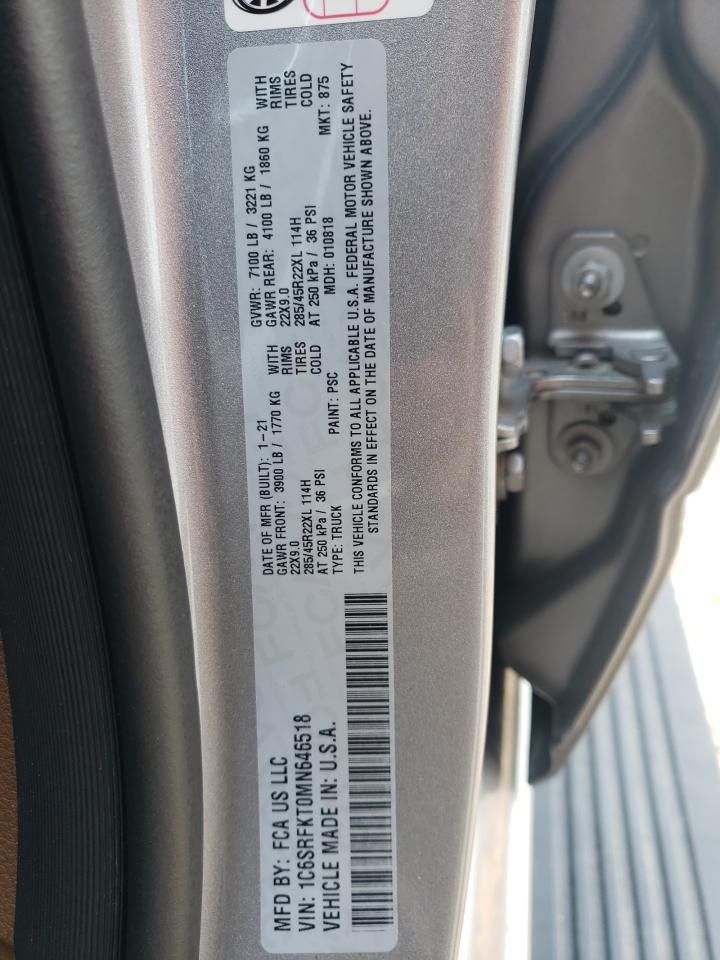 MFD BY: FCA US LLC
VIN: 1C6SRFKT0MN646518
VEHICLE MADE IN: U.S.A.
DATE OF MFR (BUILT): 1-21 GVWR: 7100 LB / 3221 KG
GAWR FRONT: 3900 LB / 1770 KG WITH GAWR REAR: 4100 LB / 1860 KG WITH
22X9.0 RIMS 22X9.0 RIMS
285/45R22XL 114H TIRES 285/45R22XL 114H TIRES
AT 250 kPa / 36 PSI COLD AT 250 kPa / 36 PSI COLD
TYPE: TRUCK PAINT: PSC MDH: 010818 MKT: 875
THIS VEHICLE CONFORMS TO ALL APPLICABLE U.S.A. FEDERAL MOTOR VEHICLE SAFETY
STANDARDS IN EFFECT ON THE DATE OF MANUFACTURE SHOWN ABOVE.